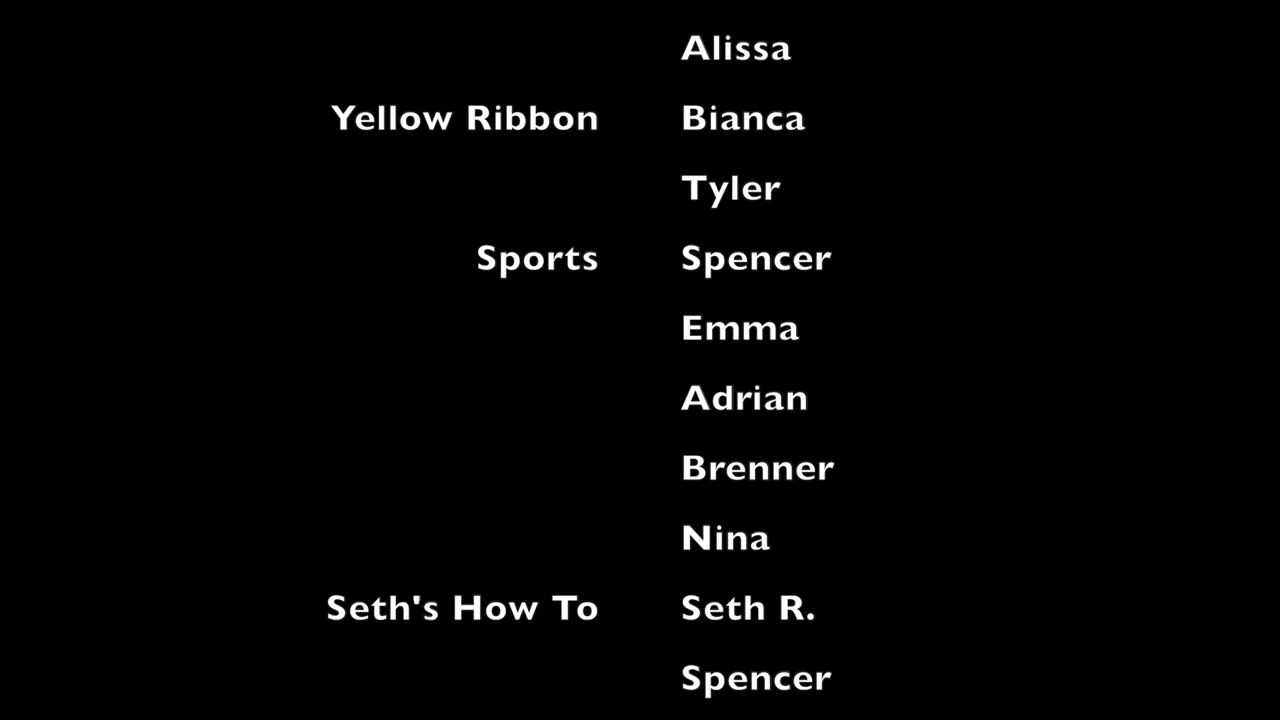 Alissa
Yellow Ribbon Bianca
Tyler
Sports Spencer
Emma
Adrian
Brenner
Nina
Seth's How To Seth R.
Spencer